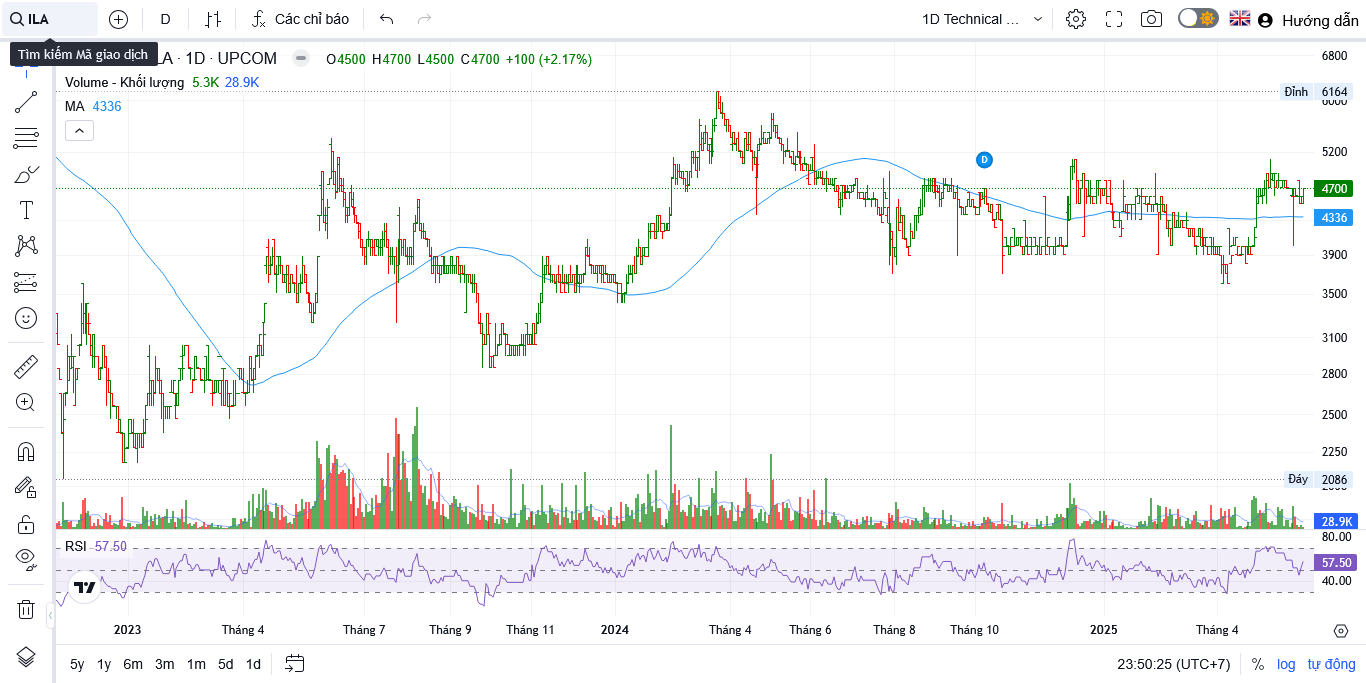 ILA
D
Các chỉ báo
1D Technical ...
Hướng dẫn
Tìm kiếm Mã giao dịch
LA · 1D · UPCOM
O4500 H4700 L4500 C4700 +100 (+2.17%)
Volume - Khối lượng 5.3K 28.9K
MA 4336
6800
Đỉnh 6164
6000
5200
D
4700
4336
3900
3500
3100
2800
2500
2250
Đáy 2086
28.9K
RSI 57.50
80.00
57.50
40.00
2023 Tháng 4 Tháng 7 Tháng 9 Tháng 11 2024 Tháng 4 Tháng 6 Tháng 8 Tháng 10 2025 Tháng 4
5y 1y 6m 3m 1m 5d 1d
23:50:25 (UTC+7) % log tự động